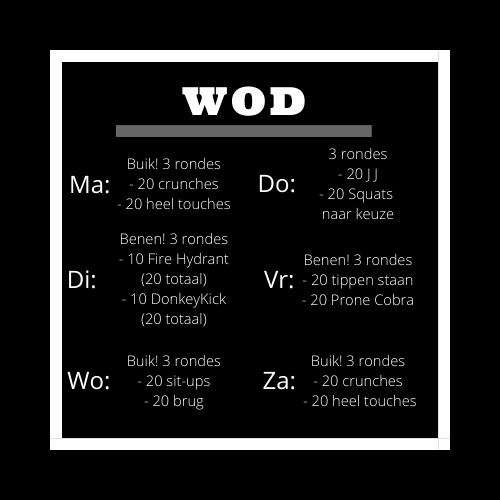 WOD
Ma:
Buik! 3 rondes
- 20 crunches
- 20 heel touches
Di:
Benen! 3 rondes
- 10 Fire Hydrant
(20 totaal)
- 10 DonkeyKick
(20 totaal)
Wo:
Buik! 3 rondes
- 20 sit-ups
- 20 brug
Do:
3 rondes
- 20 J J
- 20 Squats
naar keuze
Vr:
Benen! 3 rondes
- 20 tippen staan
- 20 Prone Cobra
Za:
Buik! 3 rondes
- 20 crunches
- 20 heel touches